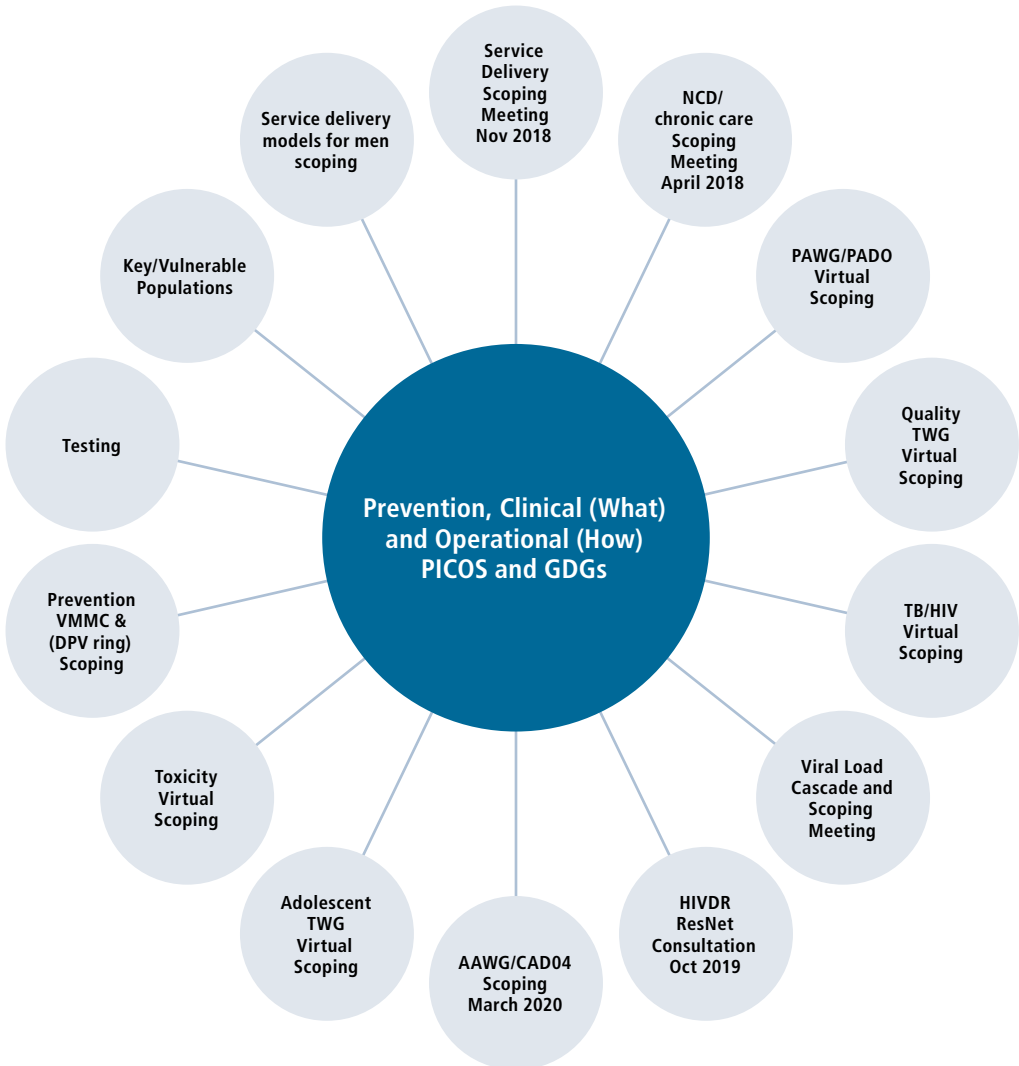 Service
Delivery
Scoping
Meeting
Nov 2018
NCD/
chronic care
Scoping
Meeting
April 2018
PAWG/PADO
Virtual
Scoping
Quality
TWG
Virtual
Scoping
TB/HIV
Virtual
Scoping
Viral Load
Cascade and
Scoping
Meeting
HIVDR
ResNet
Consultation
Oct 2019
AAWG/CAD04
Scoping
March 2020
Adolescent
TWG
Virtual
Scoping
Toxicity
Virtual
Scoping
Prevention
VMMC &
(DPV ring)
Scoping
Testing
Key/Vulnerable
Populations
Service delivery
models for men
scoping
Prevention, Clinical (What)
and Operational (How)
PICOS and GDGs